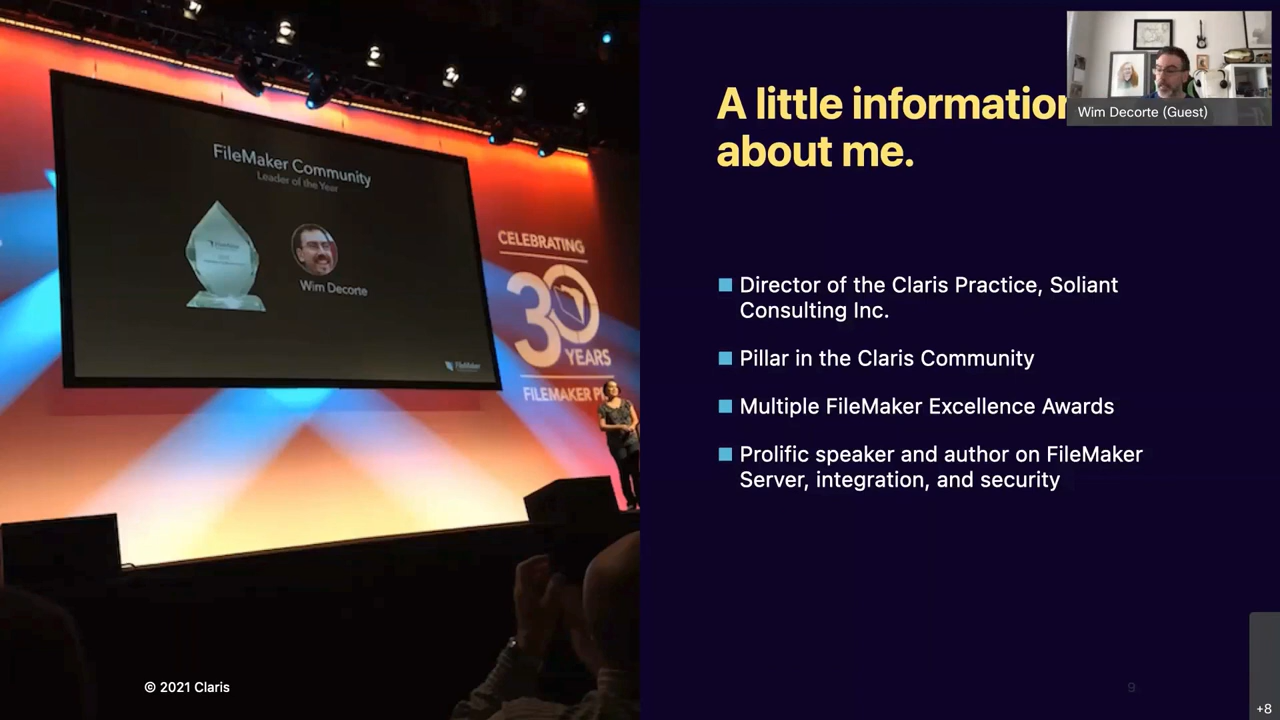 FileMaker Community
Leader of the Year
Wim Decorte
FileMaker
CELEBRATING
30
YEARS
FILEMAKER
© 2021 Claris
A little information
about me.
Wim Decorte (Guest)
Director of the Claris Practice, Soliant
Consulting Inc.
Pillar in the Claris Community
Multiple FileMaker Excellence Awards
Prolific speaker and author on FileMaker
Server, integration, and security
9
+8